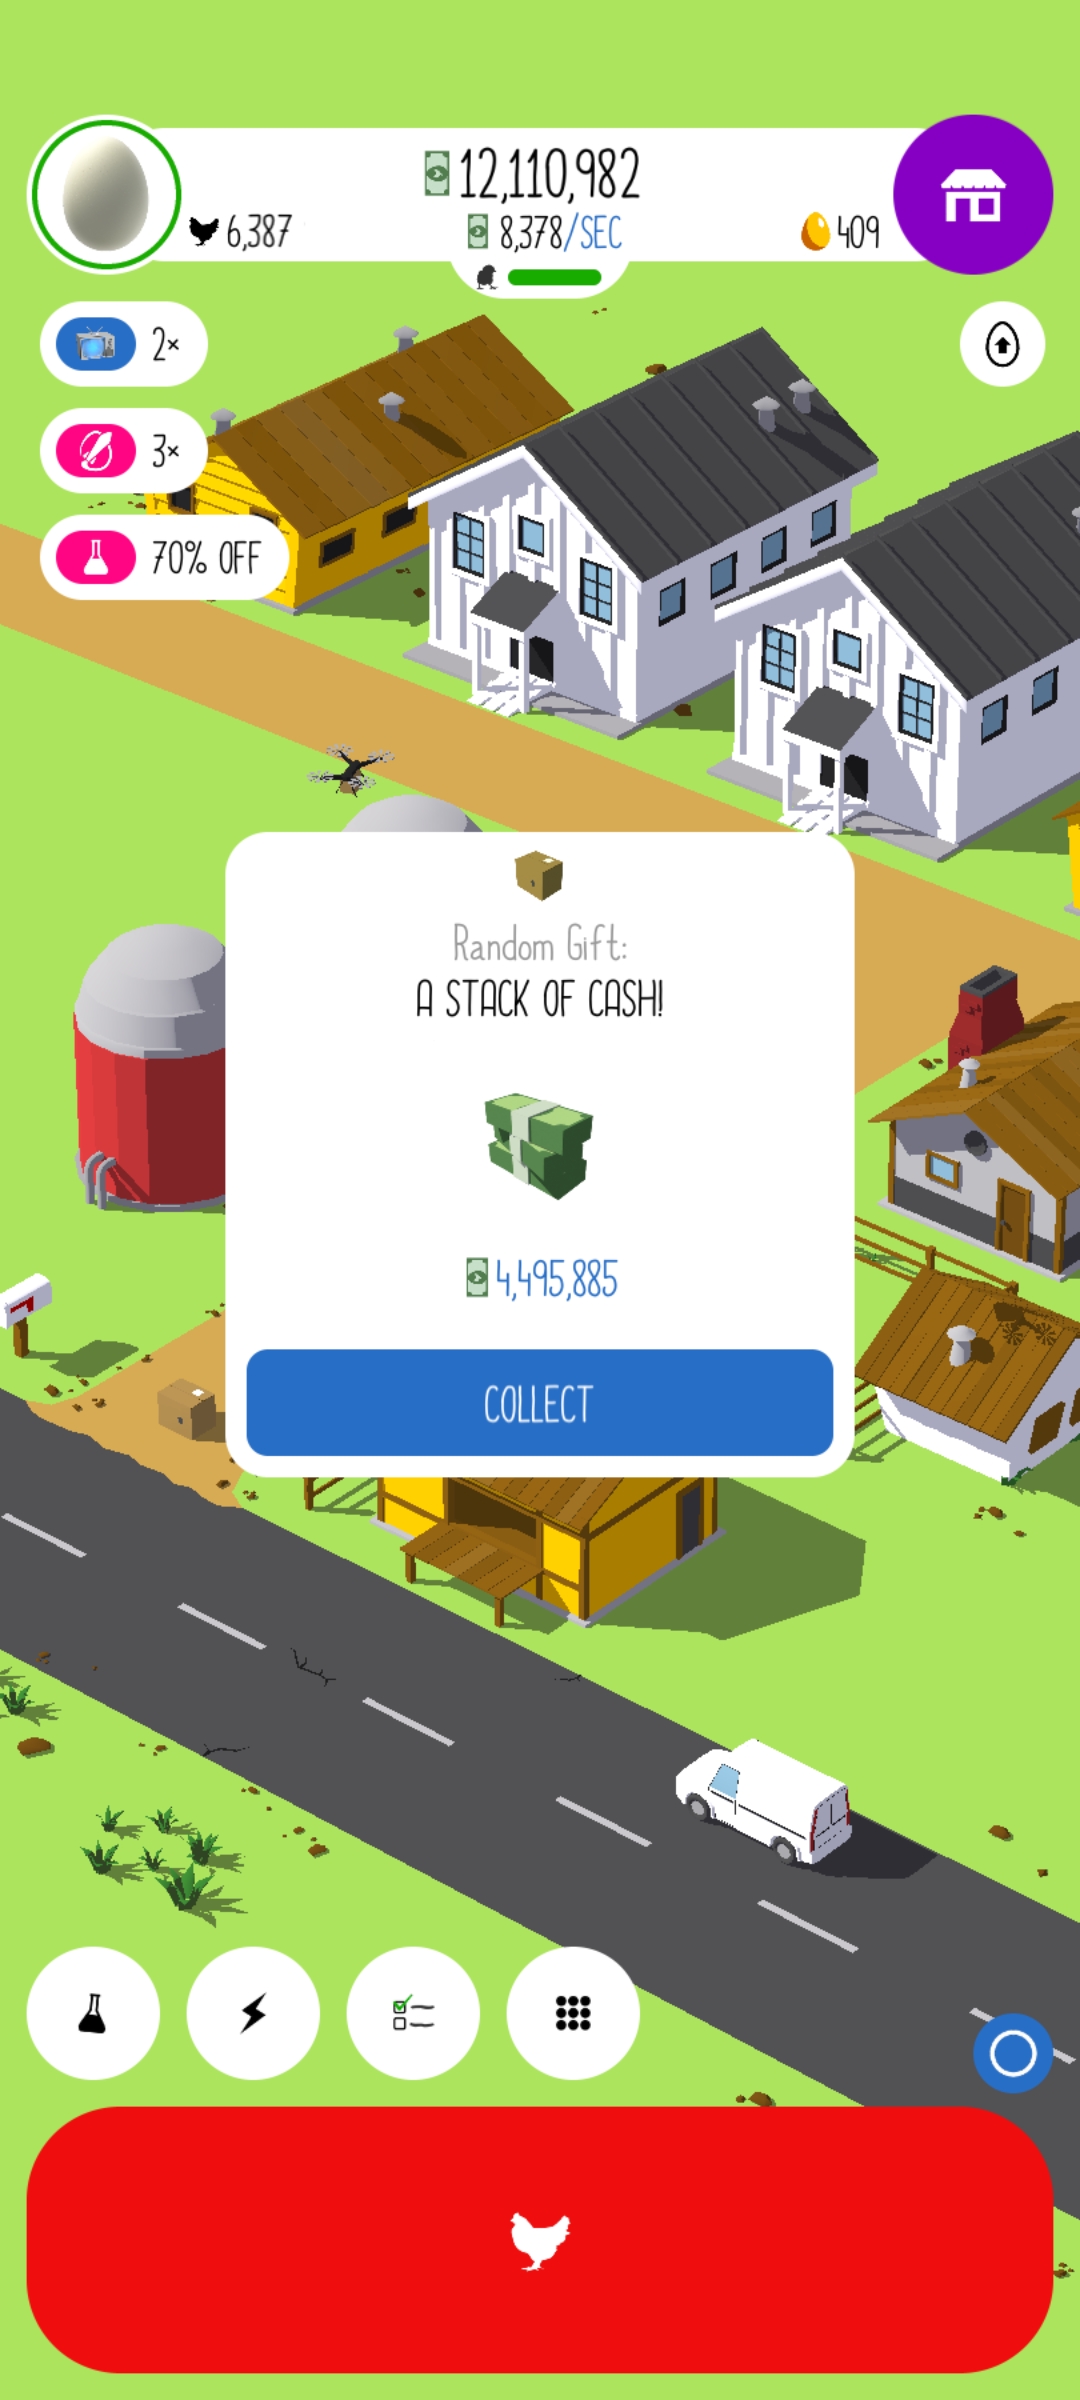 12,110,982
6,387
8,378/SEC
409
2×
3×
70% OFF
Random Gift:
A STACK OF CASH!
4,495,885
COLLECT